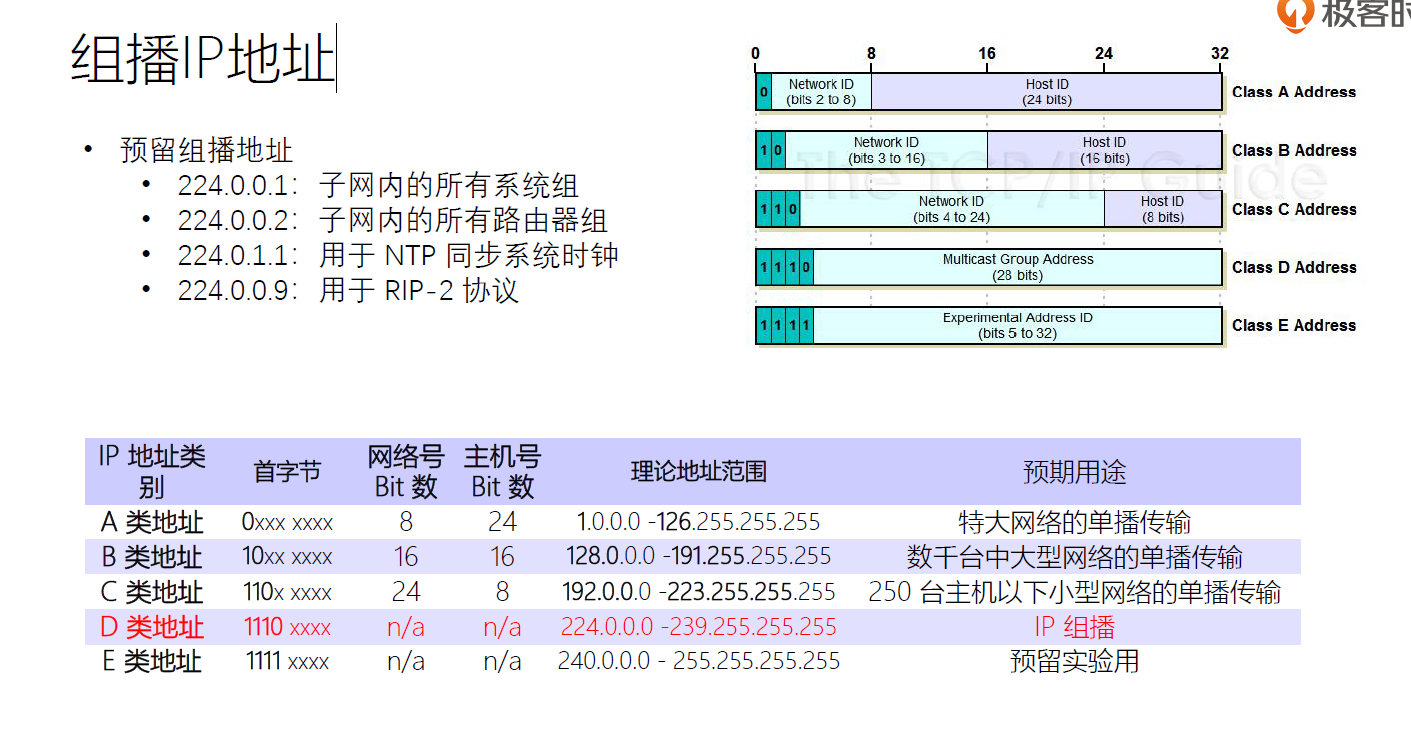 极客时
组播IP地址
• 预留组播地址
• 224.0.0.1：子网内的所有系统组
• 224.0.0.2：子网内的所有路由器组
• 224.0.1.1：用于 NTP 同步系统时钟
• 224.0.0.9：用于 RIP-2 协议
0 8 16 24 32
0 Network ID (bits 2 to 8) Host ID (24 bits) Class A Address
1 0 Network ID (bits 3 to 16) Host ID (16 bits) Class B Address
The TCP/IP Guide
1 1 0 Network ID (bits 4 to 24) Host ID (8 bits) Class C Address
1 1 1 0 Multicast Group Address (28 bits) Class D Address
1 1 1 1 Experimental Address ID (bits 5 to 32) Class E Address
IP 地址类别 首字节 网络号 Bit 数 主机号 Bit 数 理论地址范围 预期用途
A 类地址 0xxx xxxx 8 24 1.0.0.0 -126.255.255.255 特大网络的单播传输
B 类地址 10xx xxxx 16 16 128.0.0.0 -191.255.255.255 数千台中大型网络的单播传输
C 类地址 110x xxxx 24 8 192.0.0.0 -223.255.255.255 250 台主机以下小型网络的单播传输
D 类地址 1110 xxxx n/a n/a 224.0.0.0 -239.255.255.255 IP 组播
E 类地址 1111 xxxx n/a n/a 240.0.0.0 - 255.255.255.255 预留实验用